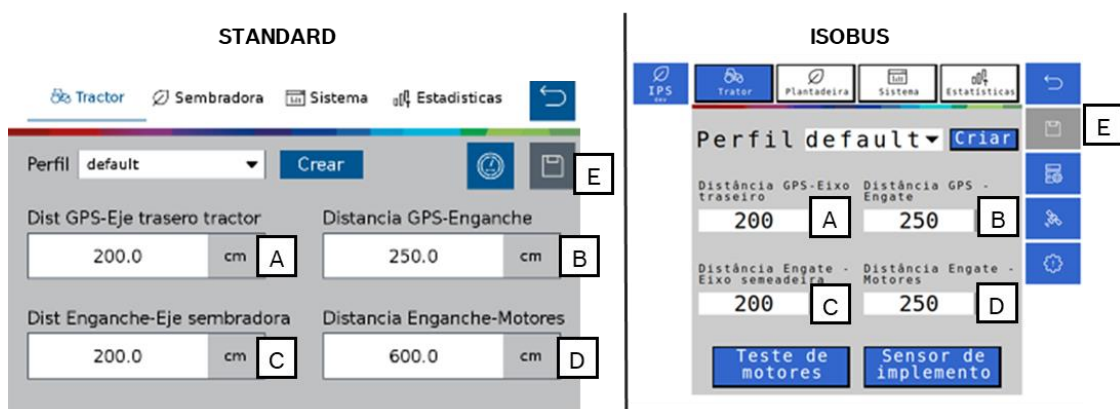 STANDARD
Tractor Sembradora Sistema Estadisticas
Perfil default Crear
E
Dist GPS-Eje trasero tractor Distancia GPS-Enganche
200.0 cm A 250.0 cm B
Dist Enganche-Eje sembradora Distancia Enganche-Motores
200.0 cm C 600.0 cm D
ISOBUS
IPS
Trator Plantadeira Sistema Estatísticas
E
Perfil default Criar
Distância GPS-Eixo traseiro
Distância GPS - Engate
200 A 250 B
Distância Engate - Eixo semeadeira
Distância Engate - Motores
200 C 250 D
Teste de motores
Sensor de implemento